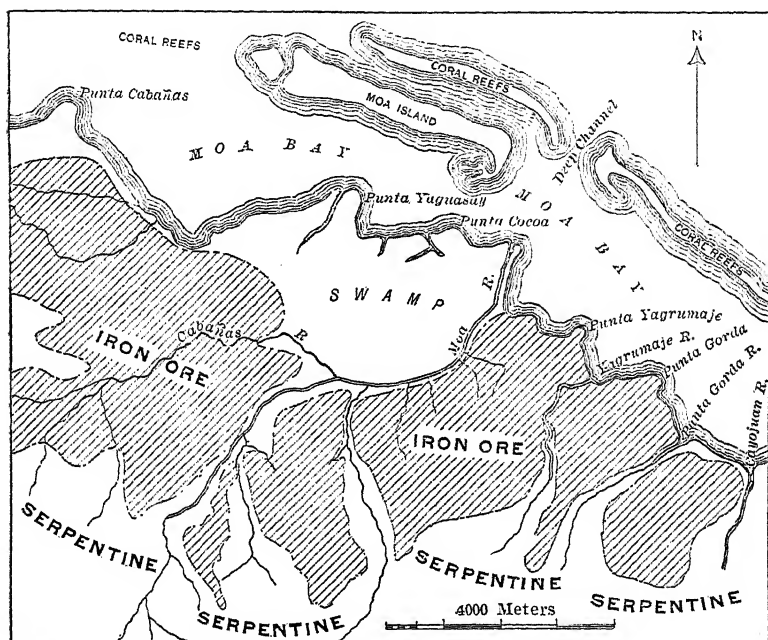 CORAL REEFS
N
Punta Cabañas
CORAL REEFS
MOA ISLAND
Deep Channel
MOA BAY
MOA BAY
Punta Yaguasay
Punta Cocoa
CORAL REEFS
SWAMP
Moa R.
Punta Yagrumaje
Yagrumaje R.
Punta Gorda
Punta Gorda R.
Cayojuan R.
Cabañas R
IRON ORE
IRON ORE
SERPENTINE
SERPENTINE
SERPENTINE
SERPENTINE
4000 Meters